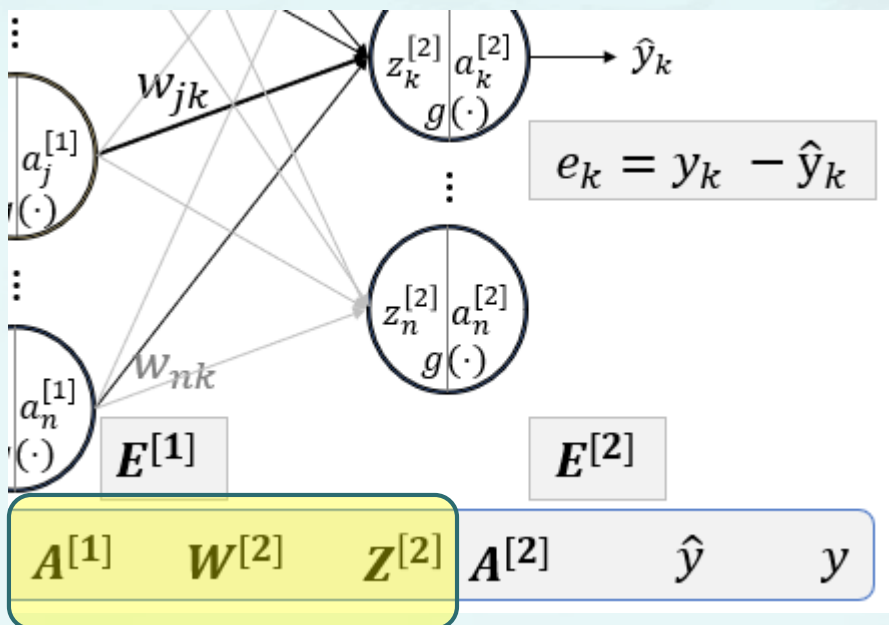 ⋮
z_k^[2] a_k^[2]
g(·)
ŷ_k
w_jk
a_j^[1]
(·)
e_k = y_k − ŷ_k
⋮
⋮
z_n^[2] a_n^[2]
g(·)
w_nk
a_n^[1]
(·)
E^[1] E^[2]
A^[1] W^[2] Z^[2] A^[2] ŷ y